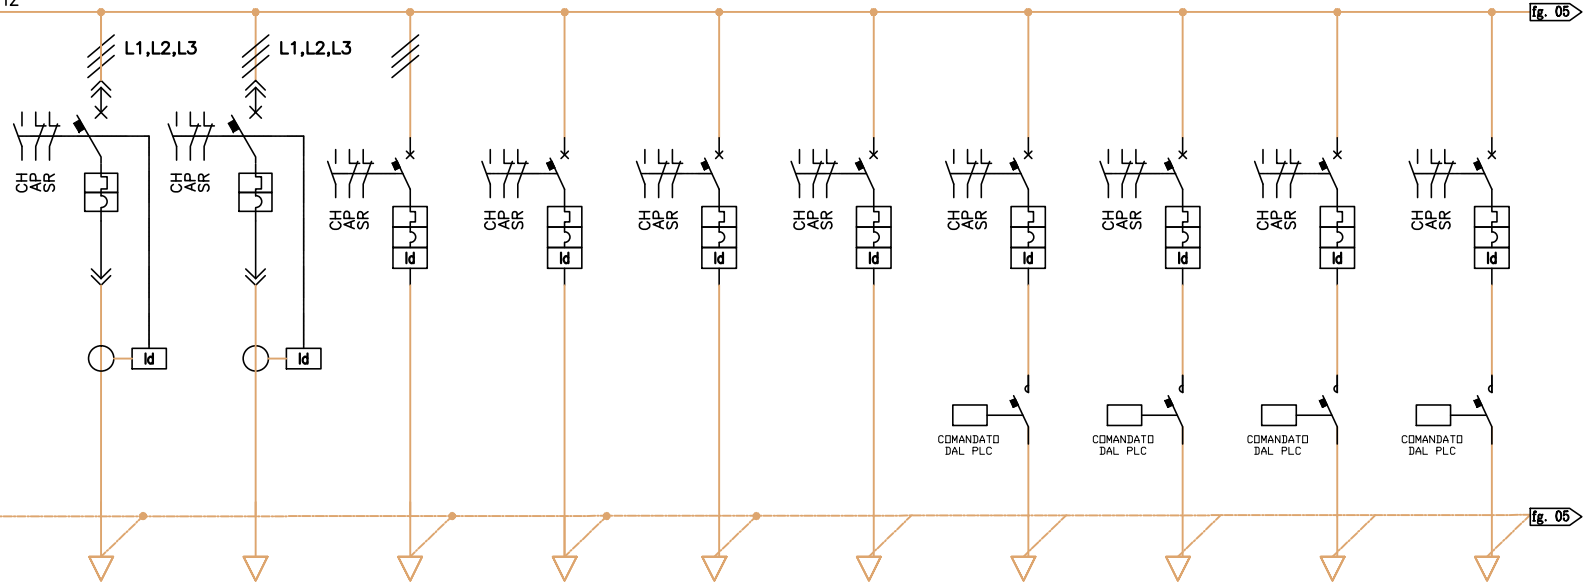 fg. 05
L1,L2,L3
L1,L2,L3
CH AP SR
CH AP SR
CH AP SR
CH AP SR
CH AP SR
CH AP SR
CH AP SR
CH AP SR
CH AP SR
CH AP SR
Id
Id
Id
Id
Id
Id
Id
Id
Id
Id
COMANDATO
DAL PLC
COMANDATO
DAL PLC
COMANDATO
DAL PLC
COMANDATO
DAL PLC
fg. 05